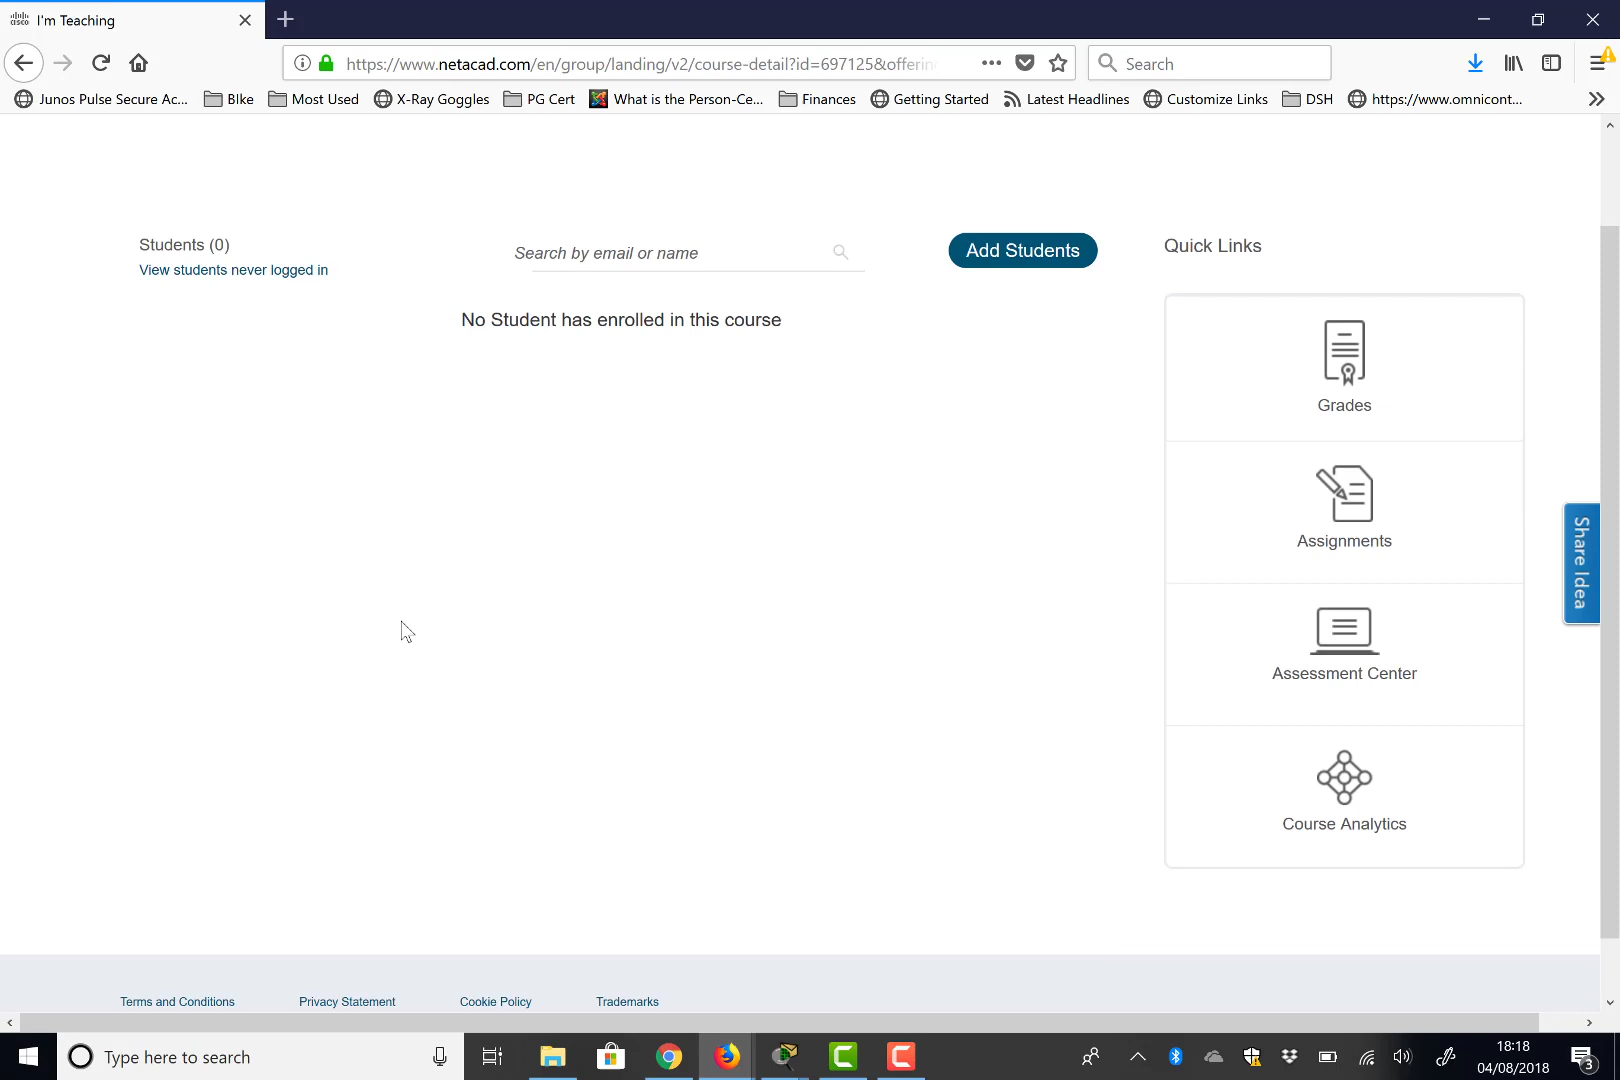 I'm Teaching
https://www.netacad.com/en/group/landing/v2/course-detail?id=697125&offering
Search
Junos Pulse Secure Ac...
BIke
Most Used
X-Ray Goggles
PG Cert
What is the Person-Ce...
Finances
Getting Started
Latest Headlines
Customize Links
DSH
https://www.omnicont...
Students (0)
View students never logged in
Search by email or name
Add Students
Quick Links
No Student has enrolled in this course
Grades
Assignments
Share Idea
Assessment Center
Course Analytics
Terms and Conditions
Privacy Statement
Cookie Policy
Trademarks
Type here to search
18:18
04/08/2018
3